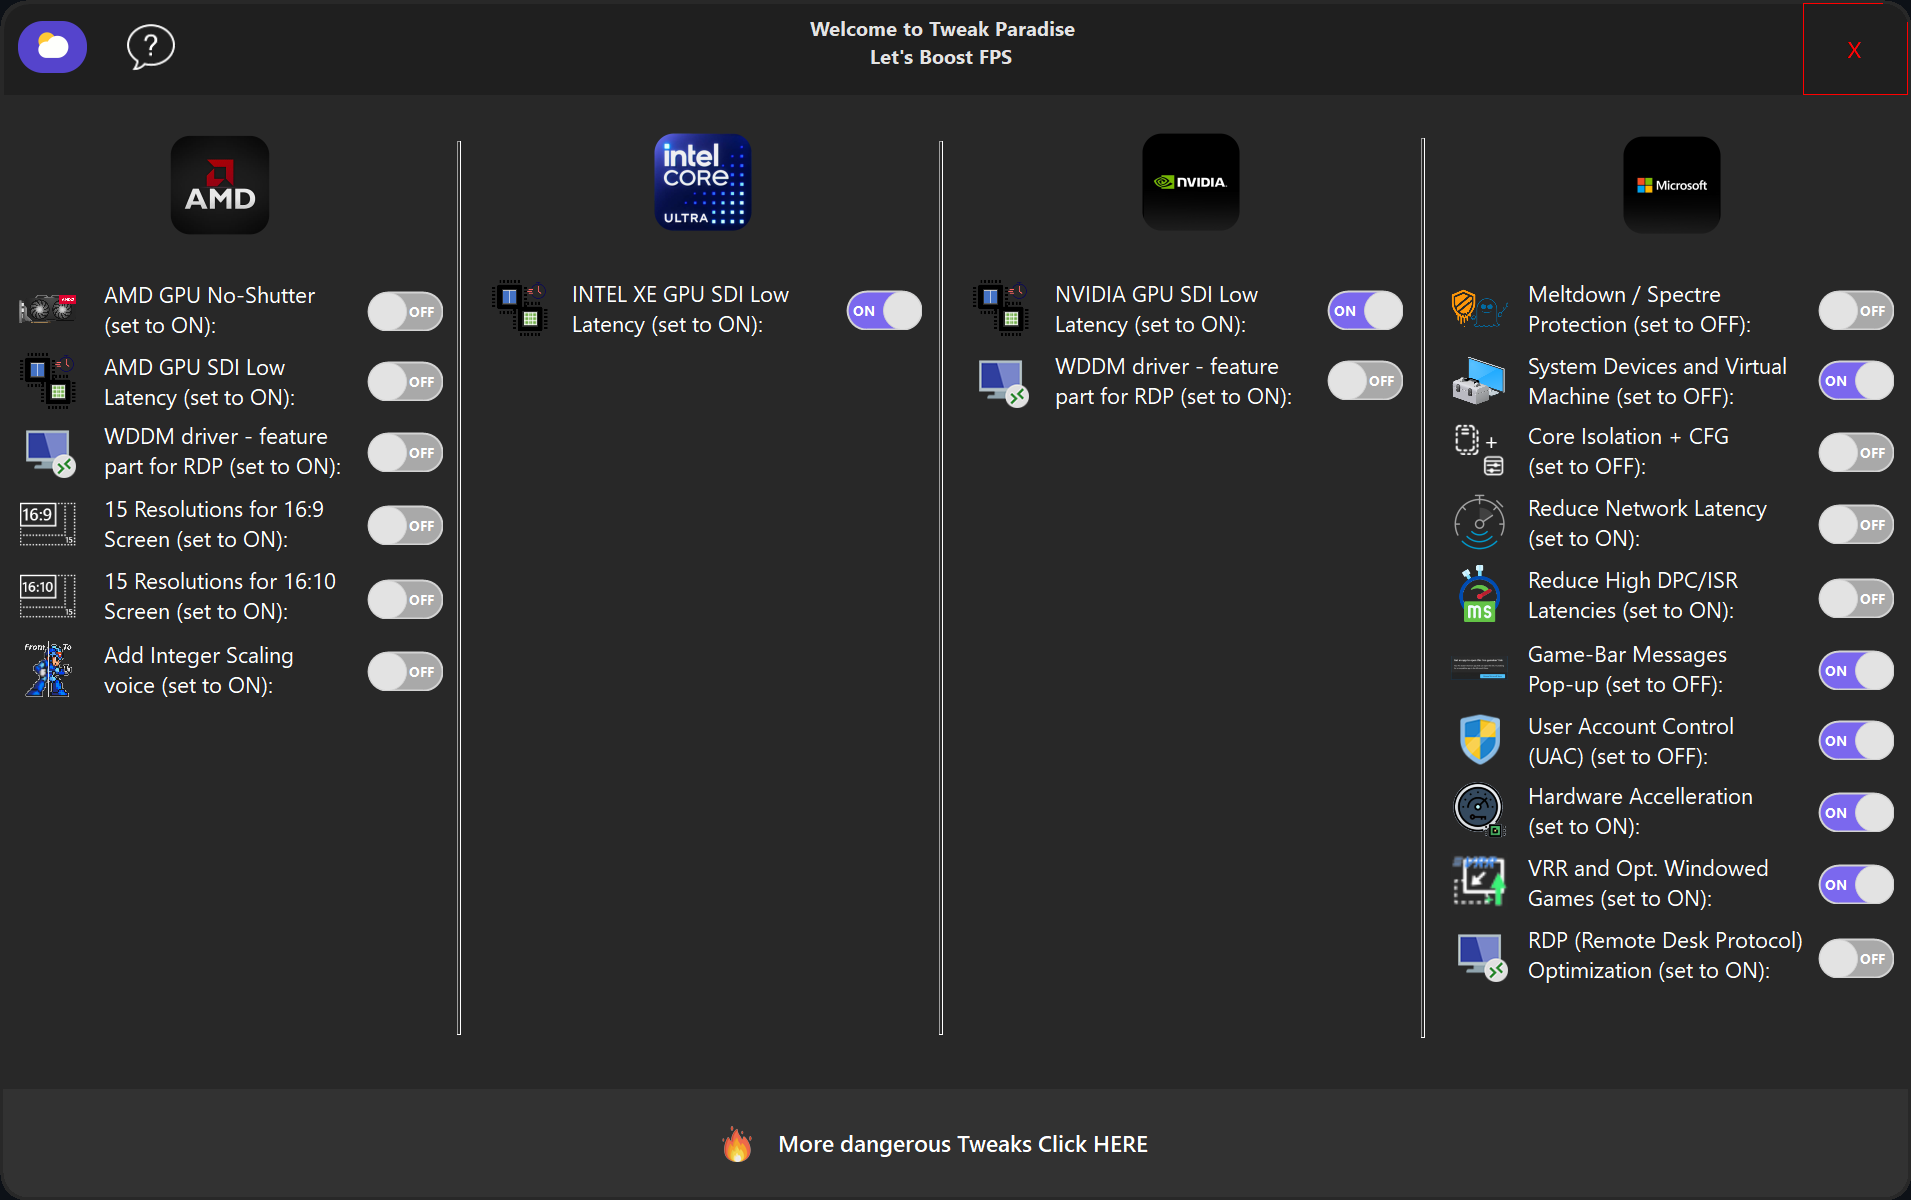 Welcome to Tweak Paradise
Let's Boost FPS
X
?
AMD
AMD GPU No-Shutter
(set to ON):
OFF
AMD GPU SDI Low
Latency (set to ON):
OFF
WDDM driver - feature
part for RDP (set to ON):
OFF
16:9
15
15 Resolutions for 16:9
Screen (set to ON):
OFF
16:10
15
15 Resolutions for 16:10
Screen (set to ON):
OFF
From To
Add Integer Scaling
voice (set to ON):
OFF
intel
CORE
ULTRA
INTEL XE GPU SDI Low
Latency (set to ON):
ON
NVIDIA
NVIDIA GPU SDI Low
Latency (set to ON):
ON
WDDM driver - feature
part for RDP (set to ON):
OFF
Microsoft
Meltdown / Spectre
Protection (set to OFF):
OFF
System Devices and Virtual
Machine (set to OFF):
ON
Core Isolation + CFG
(set to OFF):
OFF
Reduce Network Latency
(set to ON):
OFF
ms
Reduce High DPC/ISR
Latencies (set to ON):
OFF
Game-Bar Messages
Pop-up (set to OFF):
ON
User Account Control
(UAC) (set to OFF):
ON
Hardware Accelleration
(set to ON):
ON
VRR and Opt. Windowed
Games (set to ON):
ON
RDP (Remote Desk Protocol)
Optimization (set to ON):
OFF
More dangerous Tweaks Click HERE